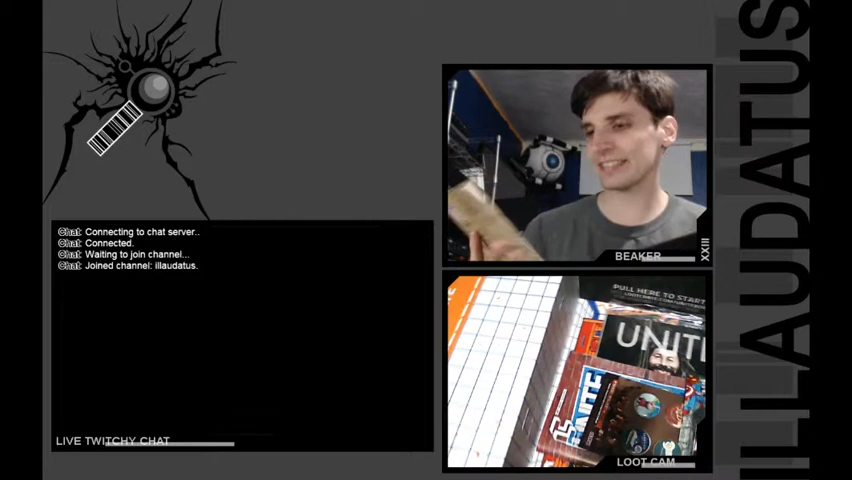 Chat: Connecting to chat server..
Chat: Connected.
Chat: Waiting to join channel...
Chat: Joined channel: illaudatus.
LIVE TWITCHY CHAT
BEAKER
XXIII
PULL HERE TO START
UNIT
UNITE
LOOT CAM
ILLAUDATUS